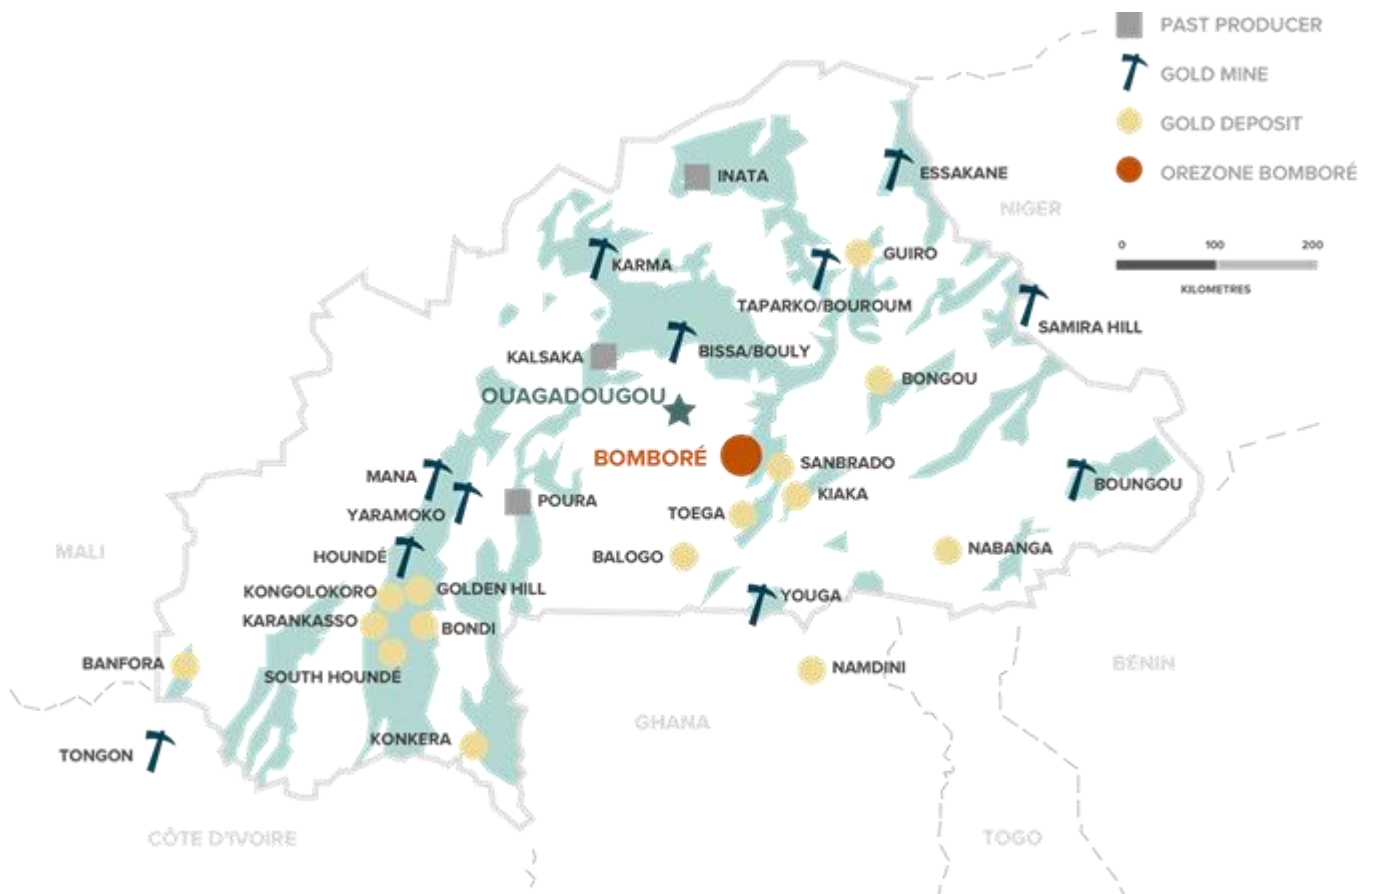 PAST PRODUCER
GOLD MINE
GOLD DEPOSIT
OREZONE BOMBORÉ
0 100 200
KILOMETRES
INATA
ESSAKANE
NIGER
GUIRO
KARMA
TAPARKO/BOUROUM
SAMIRA HILL
KALSAKA
BISSA/BOULY
BONGOU
OUAGADOUGOU
BOMBORÉ
SANBRADO
MANA
KIAKA
BOUNGOU
YARAMOKO
POURA
TOEGA
MALI
HOUNDÉ
BALOGO
NABANGA
KONGOLOKORO
GOLDEN HILL
YOUGA
KARANKASSO
BONDI
BANFORA
SOUTH HOUNDÉ
NAMDINI
BENIN
GHANA
KONKERA
TONGON
CÔTE D'IVOIRE
TOGO